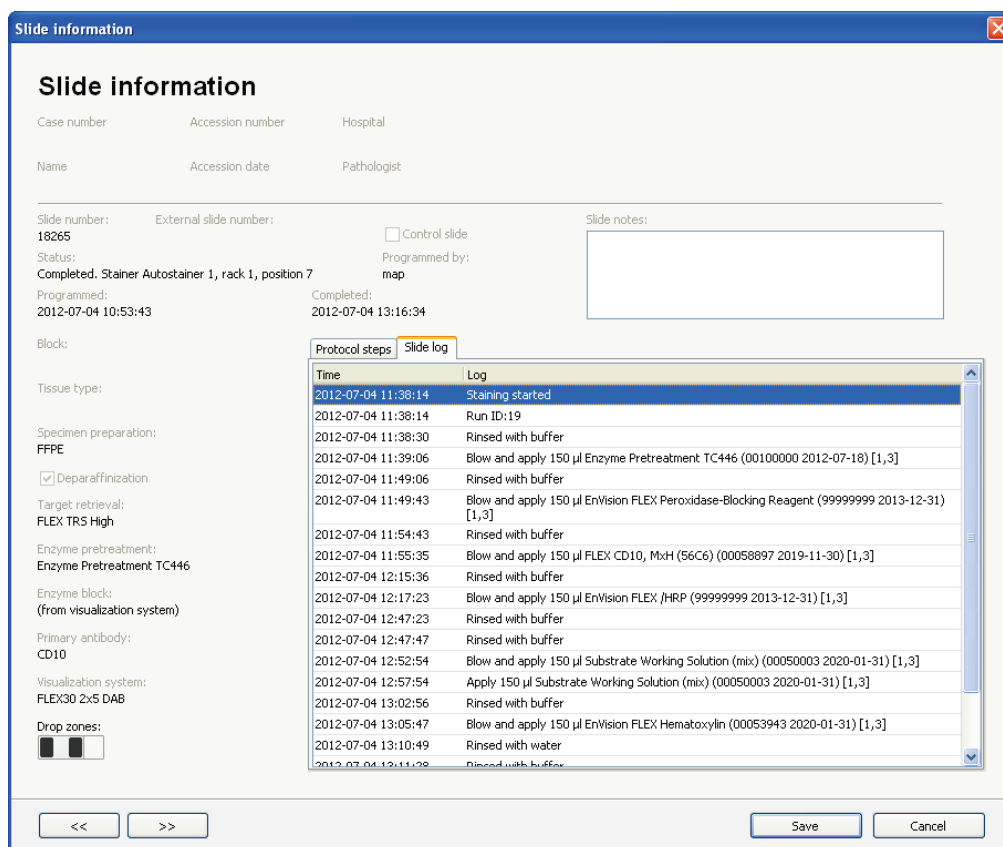 Slide information
Slide information
Case number Accession number Hospital
Name Accession date Pathologist
Slide number: External slide number: Slide notes:
18265 Control slide
Status: Programmed by:
Completed. Stainer Autostainer 1, rack 1, position 7 map
Programmed: Completed:
2012-07-04 10:53:43 2012-07-04 13:16:34
Block:
Tissue type:
Specimen preparation:
FFPE
Deparaffinization
Target retrieval:
FLEX TRS High
Enzyme pretreatment:
Enzyme Pretreatment TC446
Enzyme block:
(from visualization system)
Primary antibody:
CD10
Visualization system:
FLEX30 2x5 DAB
Drop zones:
Protocol steps Slide log
Time Log
2012-07-04 11:38:14 Staining started
2012-07-04 11:38:14 Run ID:19
2012-07-04 11:38:30 Rinsed with buffer
2012-07-04 11:39:06 Blow and apply 150 µl Enzyme Pretreatment TC446 (00100000 2012-07-18) [1,3]
2012-07-04 11:49:06 Rinsed with buffer
2012-07-04 11:49:43 Blow and apply 150 µl EnVision FLEX Peroxidase-Blocking Reagent (99999999 2013-12-31)
[1,3]
2012-07-04 11:54:43 Rinsed with buffer
2012-07-04 11:55:35 Blow and apply 150 µl FLEX CD10, MxH (56C6) (00058897 2019-11-30) [1,3]
2012-07-04 12:15:36 Rinsed with buffer
2012-07-04 12:17:23 Blow and apply 150 µl EnVision FLEX /HRP (99999999 2013-12-31) [1,3]
2012-07-04 12:47:23 Rinsed with buffer
2012-07-04 12:47:47 Rinsed with buffer
2012-07-04 12:52:54 Blow and apply 150 µl Substrate Working Solution (mix) (00050003 2020-01-31) [1,3]
2012-07-04 12:57:54 Apply 150 µl Substrate Working Solution (mix) (00050003 2020-01-31) [1,3]
2012-07-04 13:02:56 Rinsed with buffer
2012-07-04 13:05:47 Blow and apply 150 µl EnVision FLEX Hematoxylin (00053943 2020-01-31) [1,3]
2012-07-04 13:10:49 Rinsed with water
2012-07-04 13:11:28 Rinsed with buffer
<< >> Save Cancel